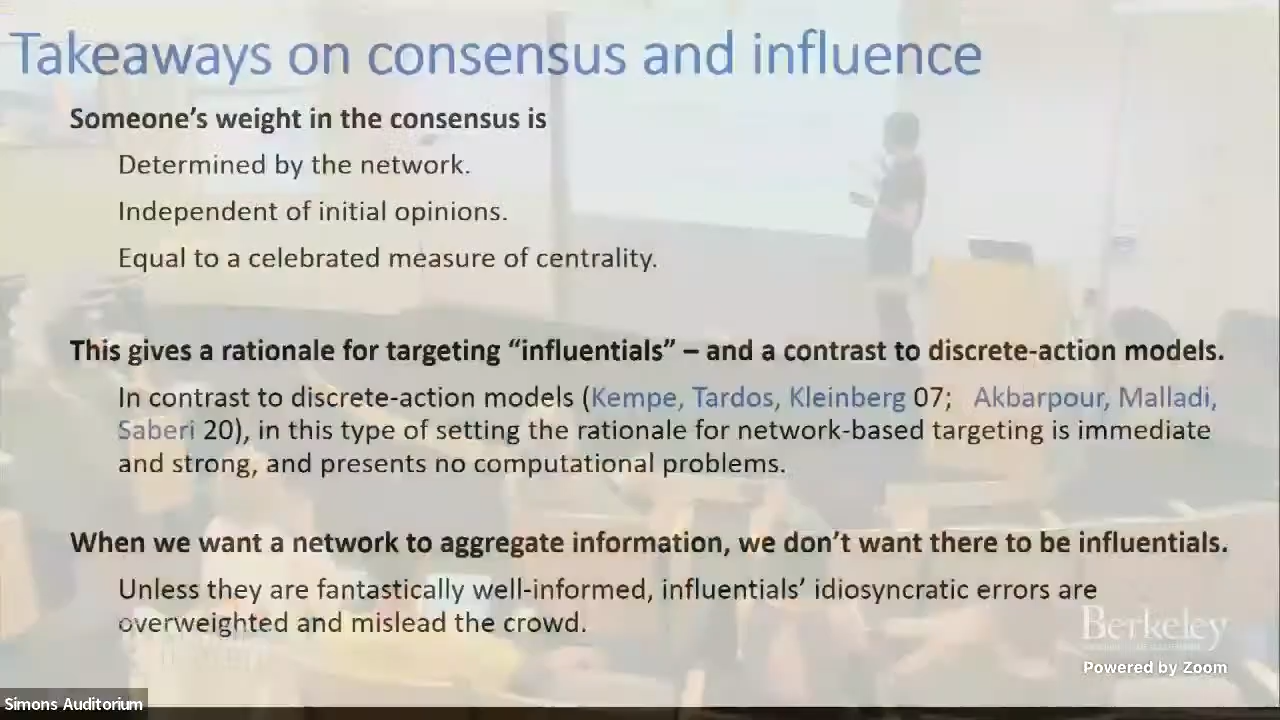 Takeaways on consensus and influence
Someone's weight in the consensus is
Determined by the network.
Independent of initial opinions.
Equal to a celebrated measure of centrality.
This gives a rationale for targeting “influentials” – and a contrast to discrete-action models.
In contrast to discrete-action models (Kempe, Tardos, Kleinberg 07; Akbarpour, Malladi,
Saberi 20), in this type of setting the rationale for network-based targeting is immediate
and strong, and presents no computational problems.
When we want a network to aggregate information, we don't want there to be influentials.
Unless they are fantastically well-informed, influentials' idiosyncratic errors are
overweighted and mislead the crowd.
Berkeley
Powered by Zoom
Simons Auditorium